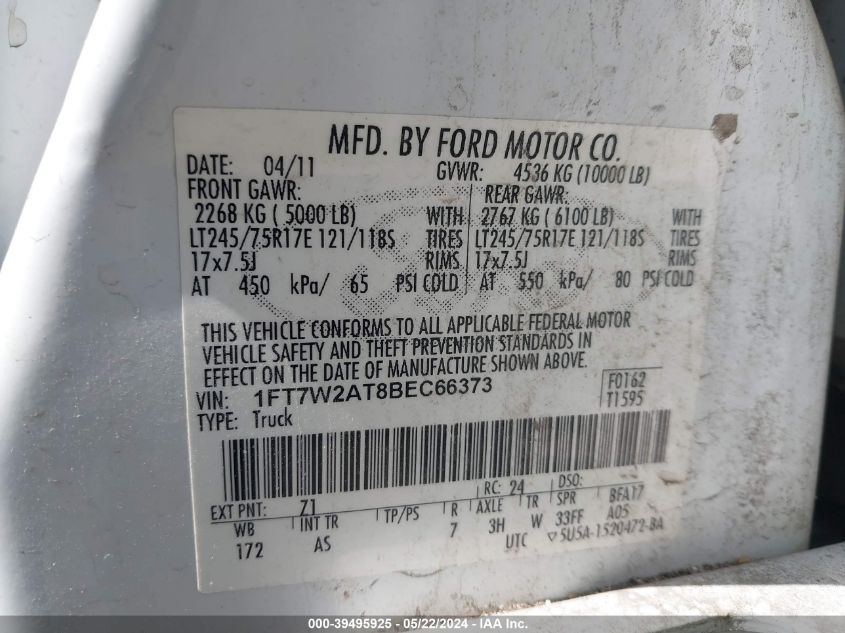 MFD. BY FORD MOTOR CO.
DATE: 04/11 GVWR: 4536 KG (10000 LB)
FRONT GAWR: REAR GAWR:
2268 KG ( 5000 LB) WITH 2767 KG ( 6100 LB) WITH
LT245/75R17E 121/118S TIRES LT245/75R17E 121/118S TIRES
17x7.5J RIMS 17x7.5J RIMS
AT 450 kPa/ 65 PSI COLD AT 550 kPa/ 80 PSI COLD
THIS VEHICLE CONFORMS TO ALL APPLICABLE FEDERAL MOTOR
VEHICLE SAFETY AND THEFT PREVENTION STANDARDS IN
EFFECT ON THE DATE OF MANUFACTURE SHOWN ABOVE.
VIN: 1FT7W2AT8BEC66373 F0162
TYPE: Truck T1595
EXT PNT: Z1 RC: 24 DSO:
WB INT TR TP/PS R AXLE TR SPR BFA17
172 AS 7 3H W 33FF A05
UTC 5U5A-1520472-BA
000-39495925 - 05/22/2024 - IAAI.com